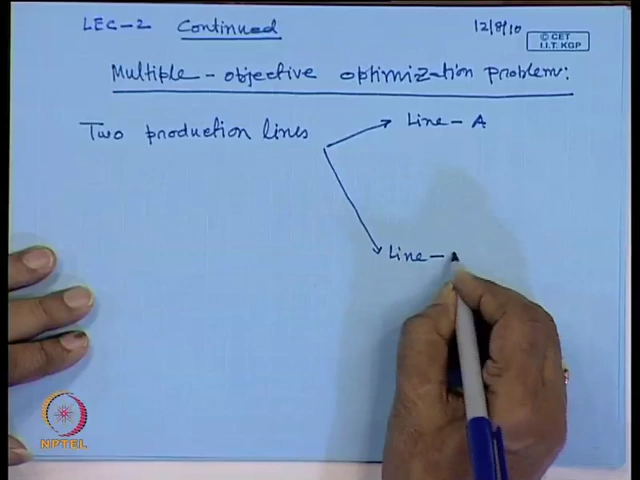 LEC-2 Continued 12/8/10
© CET
I.I.T. KGP
Multiple-objective optimization problem:
Two production lines
Line - A
Line -
NPTEL